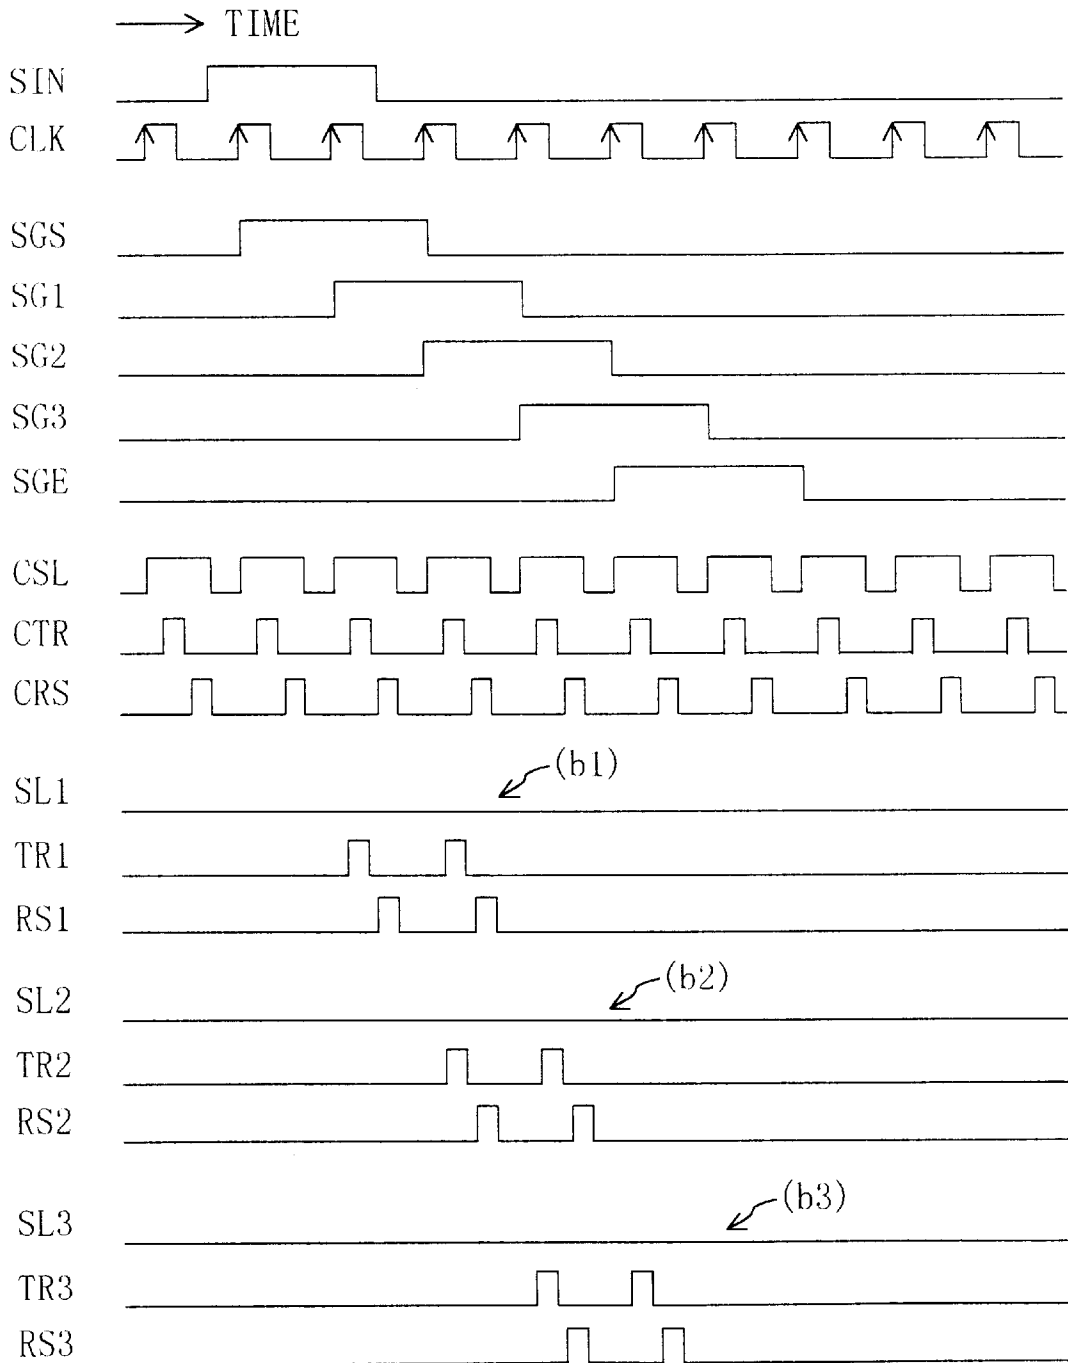 TIME
SIN
CLK
SGS
SG1
SG2
SG3
SGE
CSL
CTR
CRS
(b1)
SL1
TR1
RS1
(b2)
SL2
TR2
RS2
(b3)
SL3
TR3
RS3